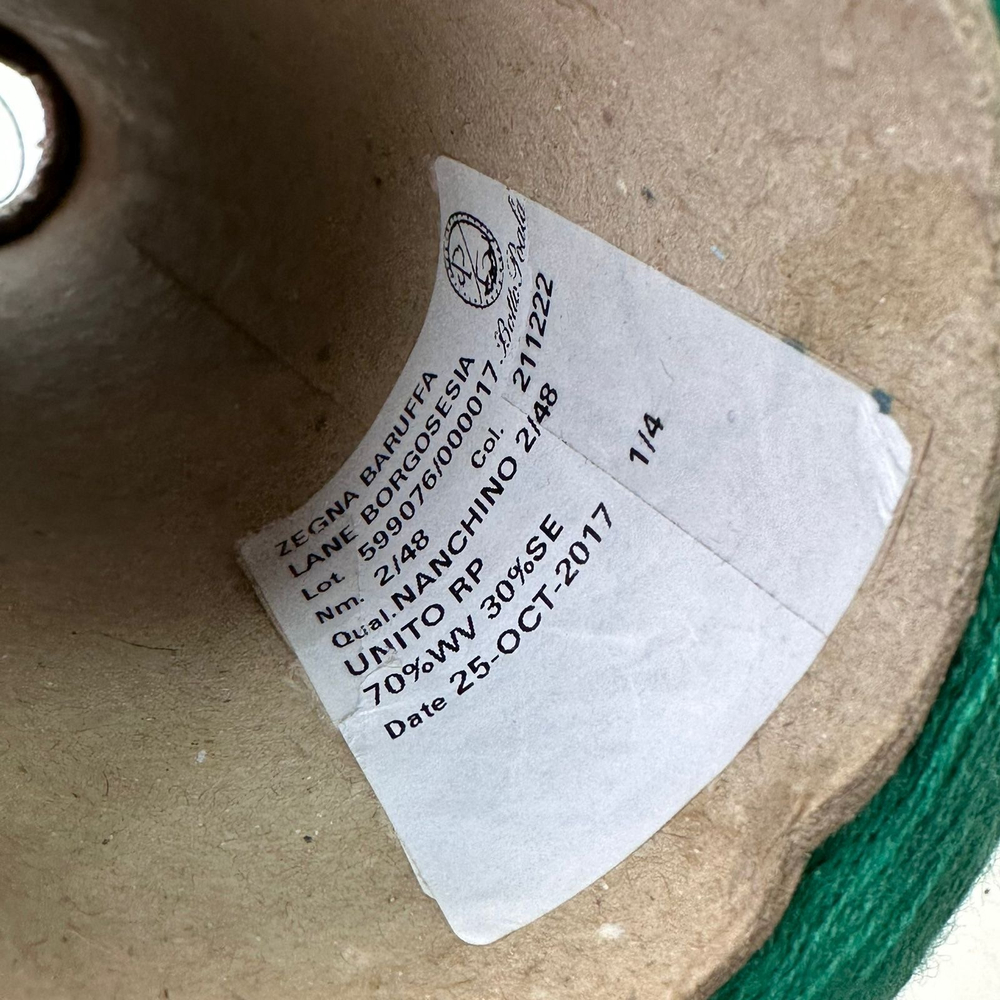 ZEGNA BARUFFA
LANE BORGOSESIA
Lot. 599076/000017
Nm. 2/48 Col. 211222
Qual. NANCHINO 2/48
UNITO RP
70%WV 30%SE
Date 25-OCT-2017
1/4